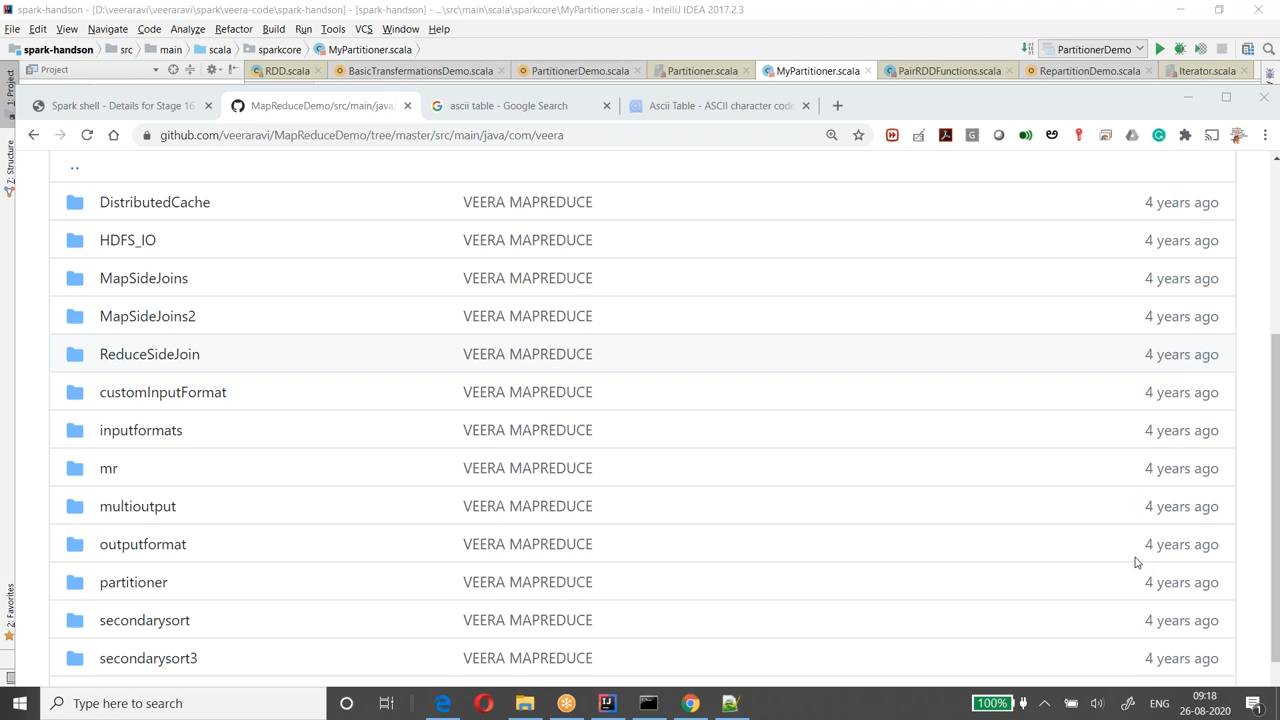 spark-handson - [D:\veeraravi\veeraravi\spark\veera-code\spark-handson] - [spark-handson] - ...\src\main\scala\sparkcore\MyPartitioner.scala - IntelliJ IDEA 2017.2.3
File Edit View Navigate Code Analyze Refactor Build Run Tools VCS Window Help
spark-handson src main scala sparkcore MyPartitioner.scala PartitionerDemo
1: Project
Project RDD.scala BasicTransfermationsDemo.scala PartitionerDemo.scala Partitioner.scala MyPartitioner.scala PairRDDFunctions.scala RepartitionDemo.scala Iterator.scala
Spark shell - Details for Stage 16 MapReduceDemo/src/main/java/ ascii table - Google Search Ascii Table - ASCII character code
github.com/veeraravi/MapReduceDemo/tree/master/src/main/java/com/veera
7: Structure
..
DistributedCache VEERA MAPREDUCE 4 years ago
HDFS_IO VEERA MAPREDUCE 4 years ago
MapSideJoins VEERA MAPREDUCE 4 years ago
MapSideJoins2 VEERA MAPREDUCE 4 years ago
ReduceSideJoin VEERA MAPREDUCE 4 years ago
customInputFormat VEERA MAPREDUCE 4 years ago
inputformats VEERA MAPREDUCE 4 years ago
mr VEERA MAPREDUCE 4 years ago
multioutput VEERA MAPREDUCE 4 years ago
outputformat VEERA MAPREDUCE 4 years ago
partitioner VEERA MAPREDUCE 4 years ago
2: Favorites
secondarysort VEERA MAPREDUCE 4 years ago
secondarysort3 VEERA MAPREDUCE 4 years ago
Type here to search 100% ENG 09:18
26-08-2020 1